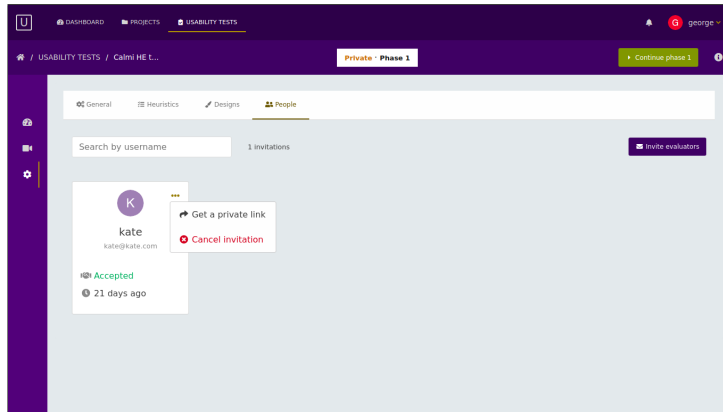 U DASHBOARD PROJECTS USABILITY TESTS G george
/ USABILITY TESTS / Calmi HE t... Private · Phase 1 Continue phase 1
General Heuristics Designs People
Search by username 1 invitations Invite evaluators
K
Get a private link
kate
Cancel invitation
kate@kate.com
Accepted
21 days ago